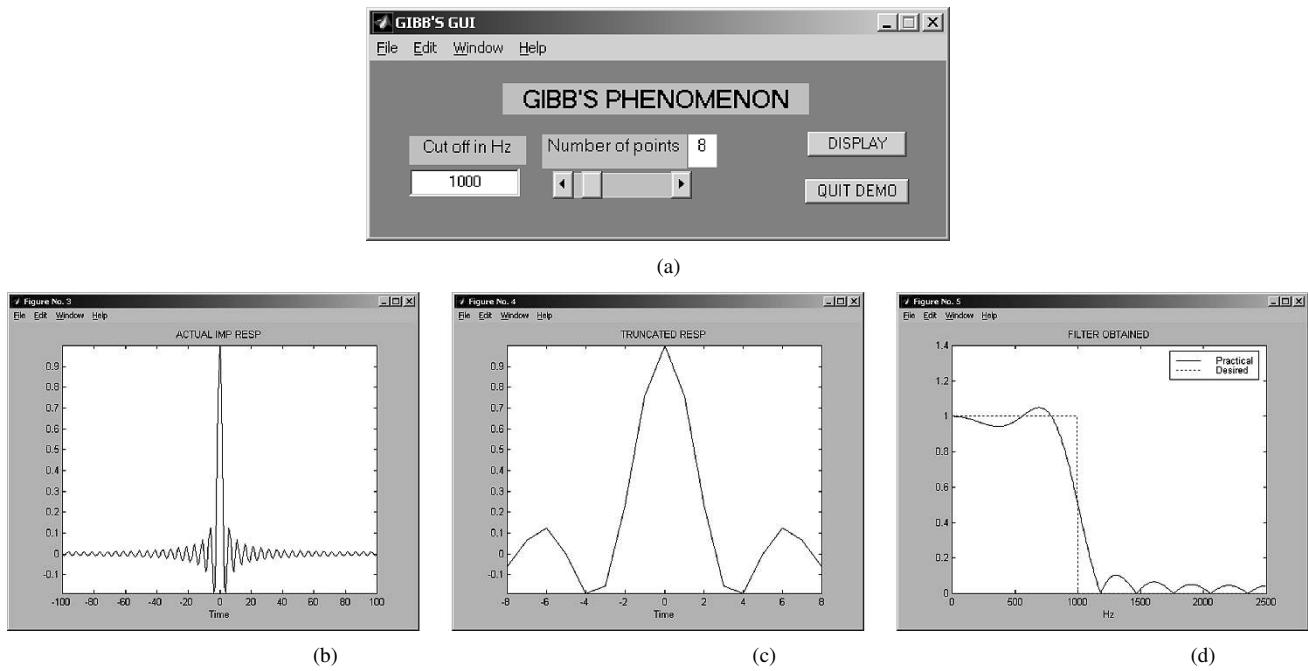 GIBB'S GUI
File Edit Window Help
GIBB'S PHENOMENON
Cut off in Hz
Number of points 8
DISPLAY
1000
QUIT DEMO
(a)
Figure No. 3
File Edit Window Help
ACTUAL IMP RESP
0.9
0.8
0.7
0.6
0.5
0.4
0.3
0.2
0.1
0
-0.1
-100 -80 -60 -40 -20 0 20 40 60 80 100
Time
(b)
Figure No. 4
File Edit Window Help
TRUNCATED RESP
0.9
0.8
0.7
0.6
0.5
0.4
0.3
0.2
0.1
0
-0.1
-8 -6 -4 -2 0 2 4 6 8
Time
(c)
Figure No. 5
File Edit Window Help
FILTER OBTAINED
1.4
1.2
1
0.8
0.6
0.4
0.2
0
Practical
Desired
0 500 1000 1500 2000 2500
Hz
(d)